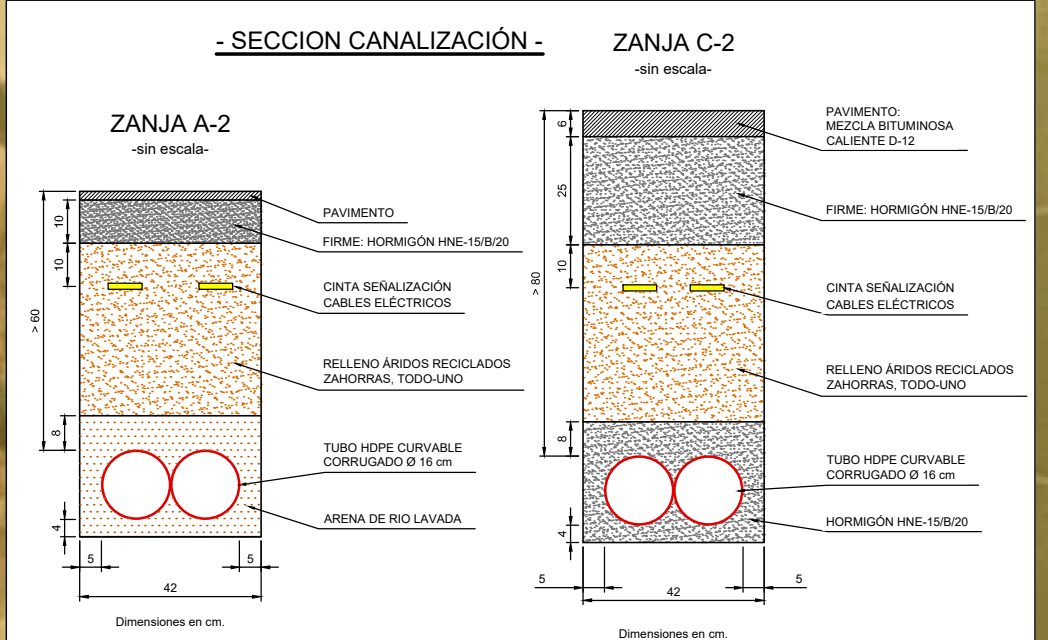 - SECCION CANALIZACIÓN -
ZANJA A-2
-sin escala-
10
10
> 60
8
4
5
5
42
PAVIMENTO
FIRME: HORMIGÓN HNE-15/B/20
CINTA SEÑALIZACIÓN
CABLES ELÉCTRICOS
RELLENO ÁRIDOS RECICLADOS
ZAHORRAS, TODO-UNO
TUBO HDPE CURVABLE
CORRUGADO Ø 16 cm
ARENA DE RIO LAVADA
Dimensiones en cm.
ZANJA C-2
-sin escala-
6
25
10
> 80
8
4
5
5
42
PAVIMENTO:
MEZCLA BITUMINOSA
CALIENTE D-12
FIRME: HORMIGÓN HNE-15/B/20
CINTA SEÑALIZACIÓN
CABLES ELÉCTRICOS
RELLENO ÁRIDOS RECICLADOS
ZAHORRAS, TODO-UNO
TUBO HDPE CURVABLE
CORRUGADO Ø 16 cm
HORMIGÓN HNE-15/B/20
Dimensiones en cm.